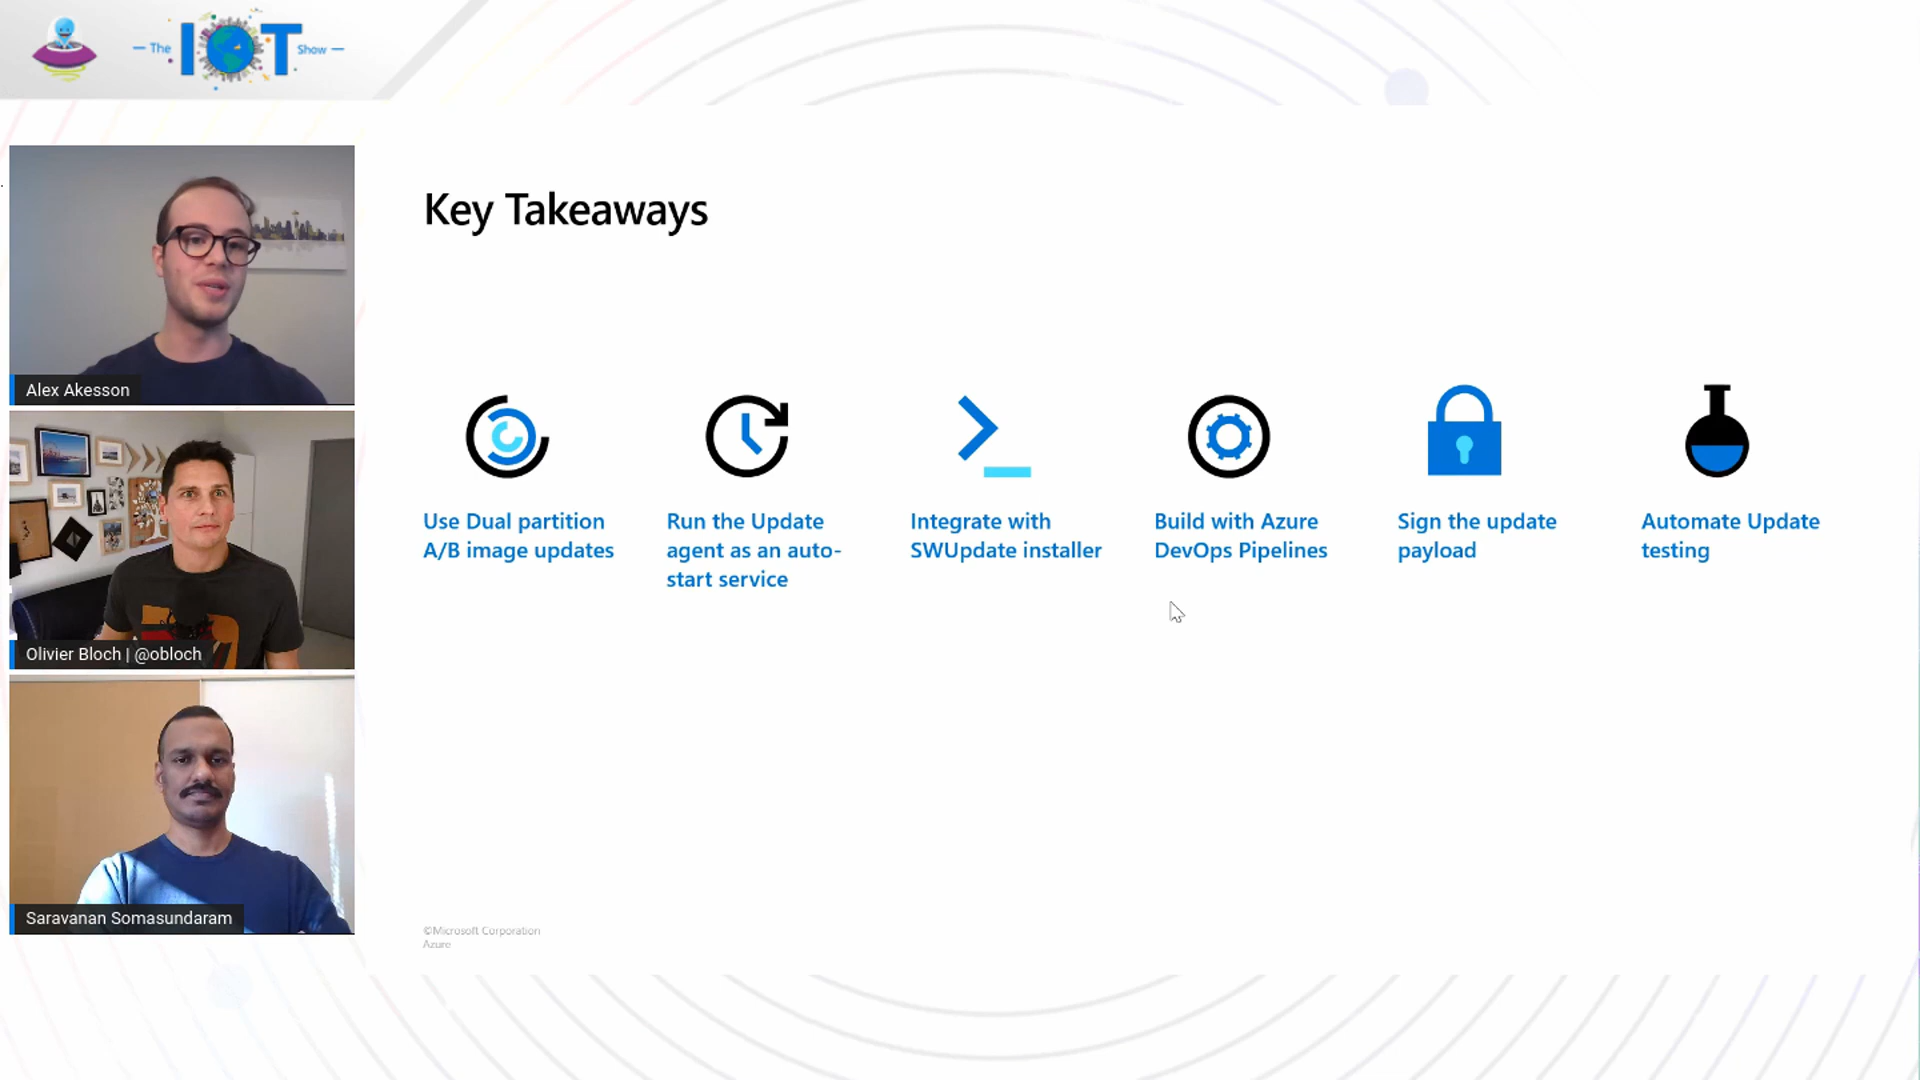 The IOT Show
Alex Akesson
Olivier Bloch | @obloch
Saravanan Somasundaram
Key Takeaways
Use Dual partition
A/B image updates
Run the Update
agent as an auto-
start service
Integrate with
SWUpdate installer
Build with Azure
DevOps Pipelines
Sign the update
payload
Automate Update
testing
©Microsoft Corporation
Azure